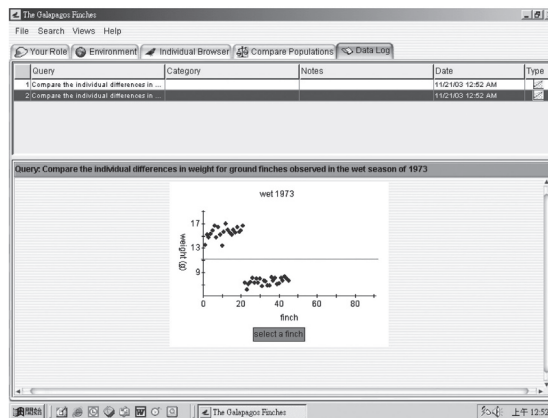 The Galapagos Finches
File Search Views Help
Your Role Environment Individual Browser Compare Populations Data Log
Query Category Notes Date Type
1 Compare the individual differences in ... 11/21/03 12:52 AM
2 Compare the individual differences in ... 11/21/03 12:52 AM
Query: Compare the individual differences in weight for ground finches observed in the wet season of 1973
wet 1973
weight (g)
17
13
9
0 20 40 60 80
finch
select a finch
開始 The Galapagos Finches 上午 12:52